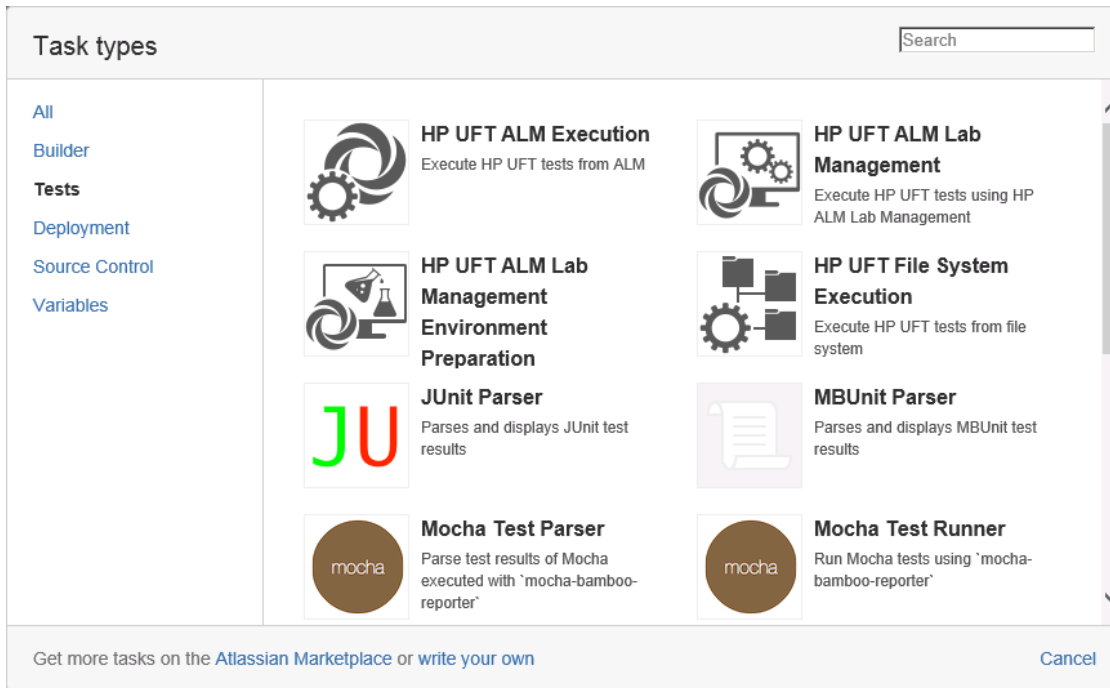 Task types
Search
All
Builder
Tests
Deployment
Source Control
Variables
HP UFT ALM Execution
Execute HP UFT tests from ALM
HP UFT ALM Lab
Management
Execute HP UFT tests using HP
ALM Lab Management
HP UFT ALM Lab
Management
Environment
Preparation
HP UFT File System
Execution
Execute HP UFT tests from file
system
JU
JUnit Parser
Parses and displays JUnit test
results
MBUnit Parser
Parses and displays MBUnit test
results
mocha
Mocha Test Parser
Parse test results of Mocha
executed with `mocha-bamboo-
reporter`
mocha
Mocha Test Runner
Run Mocha tests using `mocha-
bamboo-reporter`
Get more tasks on the Atlassian Marketplace or write your own
Cancel